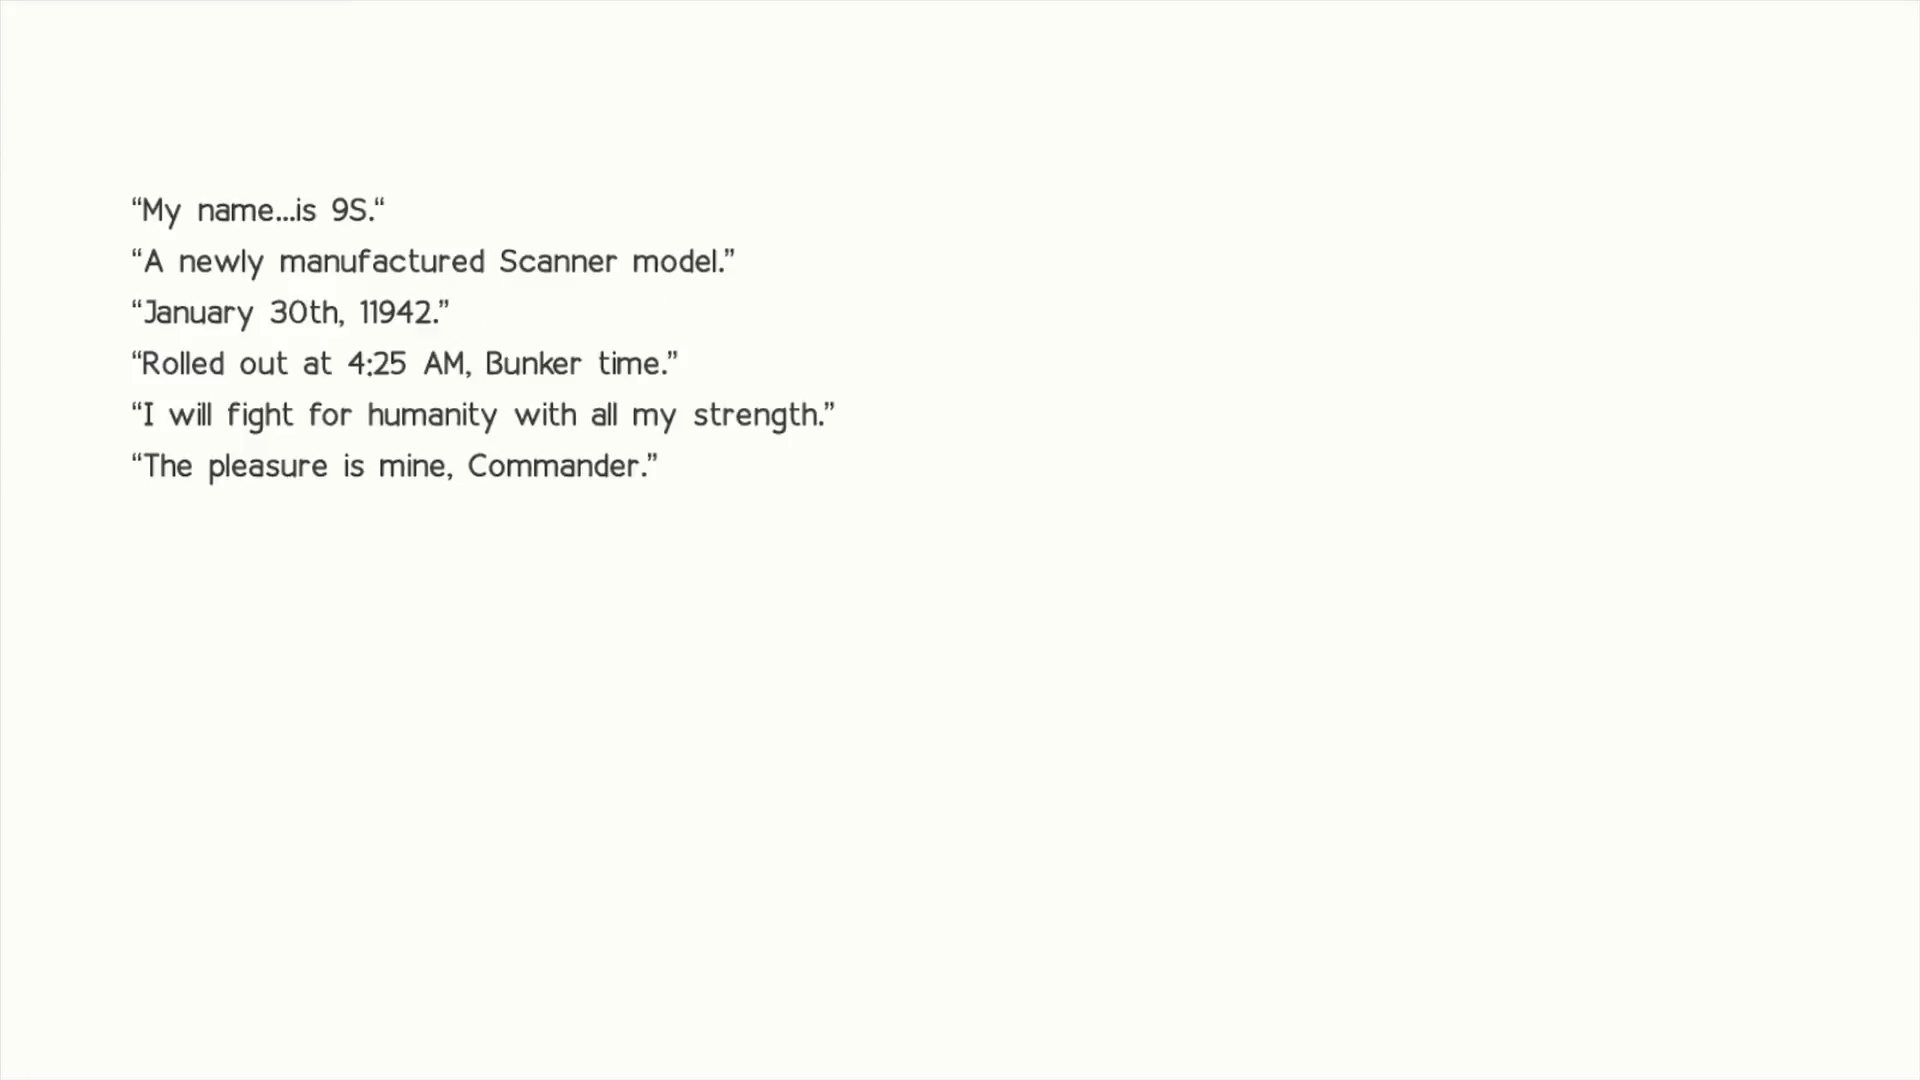 “My name...is 9S.“
“A newly manufactured Scanner model.”
“January 30th, 11942.”
“Rolled out at 4:25 AM, Bunker time.”
“I will fight for humanity with all my strength.”
“The pleasure is mine, Commander.”